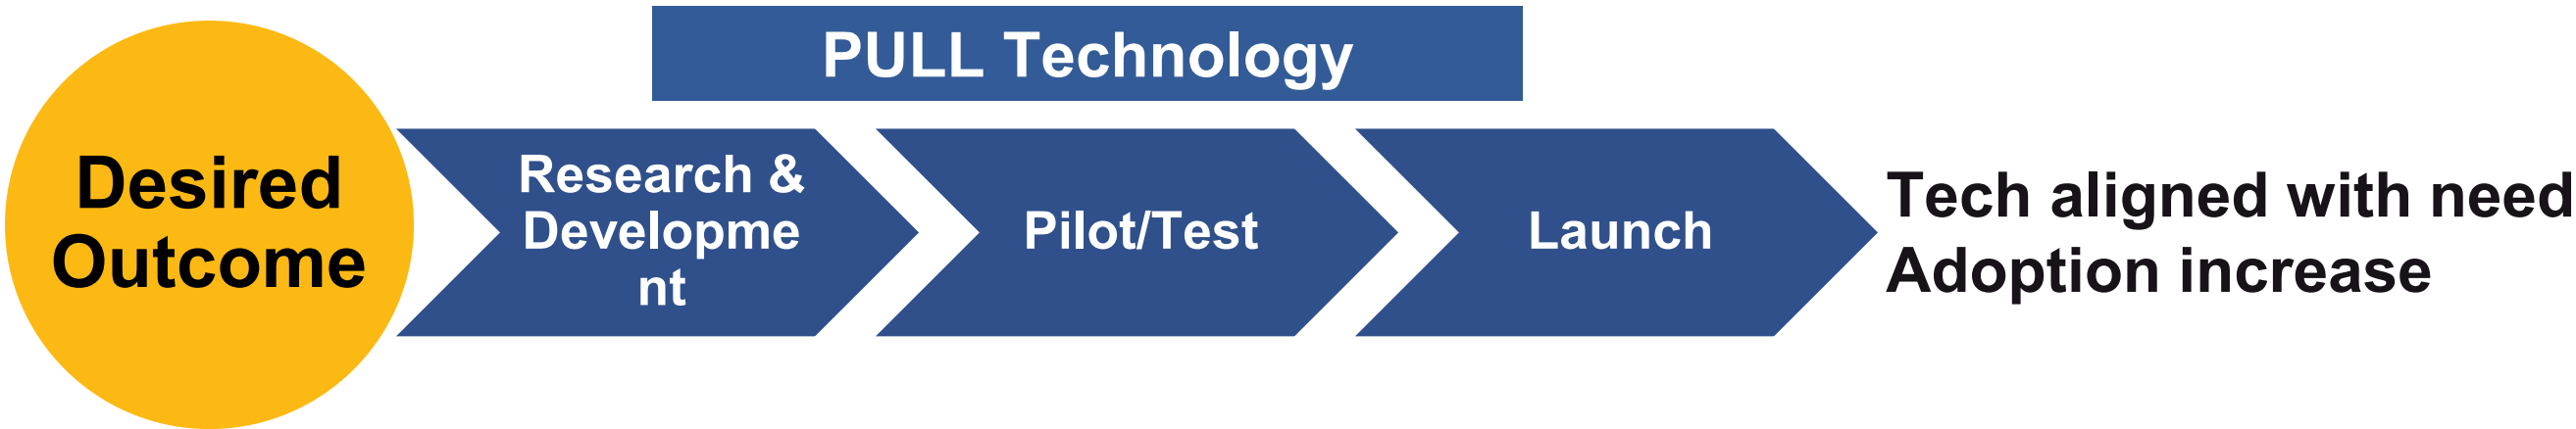 PULL Technology
Desired
Outcome
Research &
Developme
nt
Pilot/Test
Launch
Tech aligned with need
Adoption increase